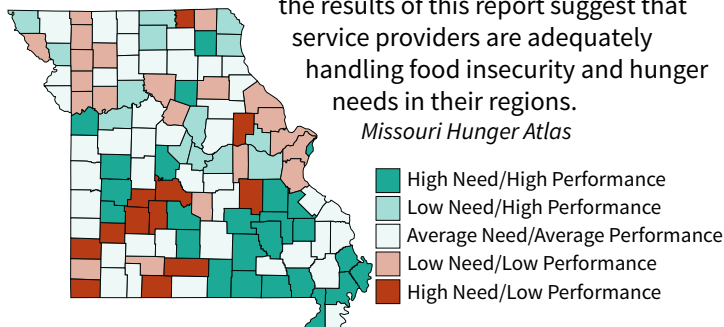 the results of this report suggest that
service providers are adequately
handling food insecurity and hunger
needs in their regions.
Missouri Hunger Atlas
High Need/High Performance
Low Need/High Performance
Average Need/Average Performance
Low Need/Low Performance
High Need/Low Performance